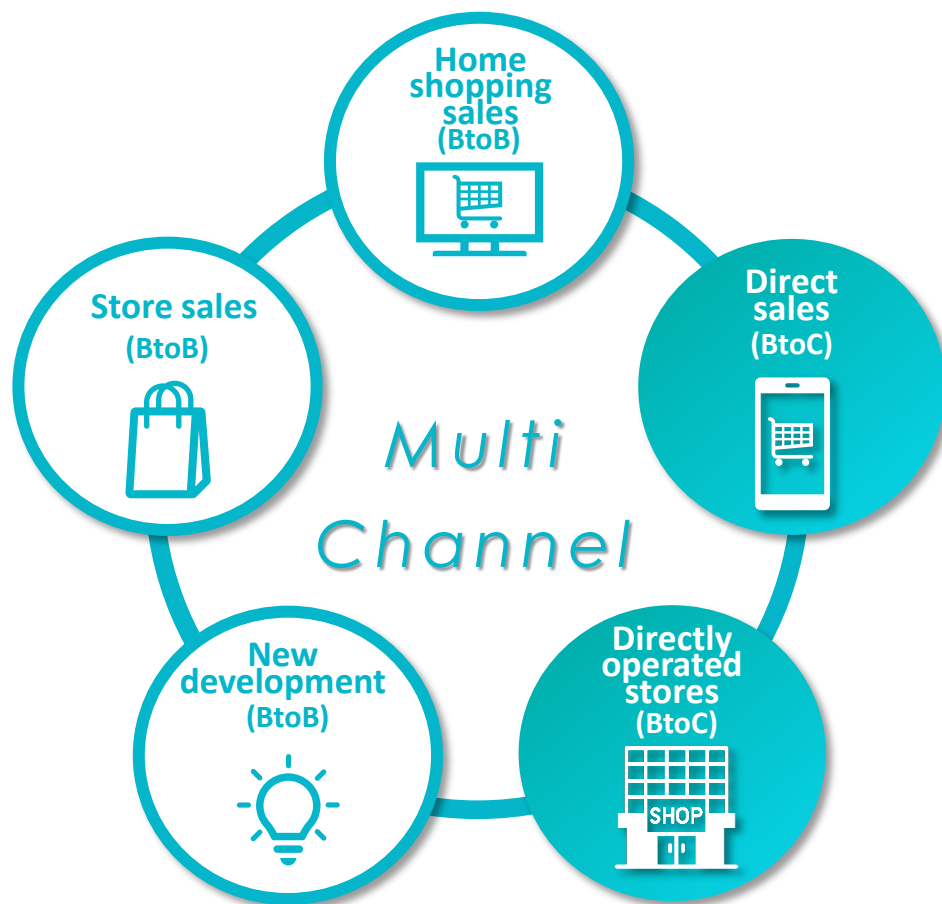 Home
shopping
sales
(BtoB)
Direct
sales
(BtoC)
Store sales
(BtoB)
Multi
Channel
New
development
(BtoB)
Directly
operated
stores
(BtoC)
SHOP